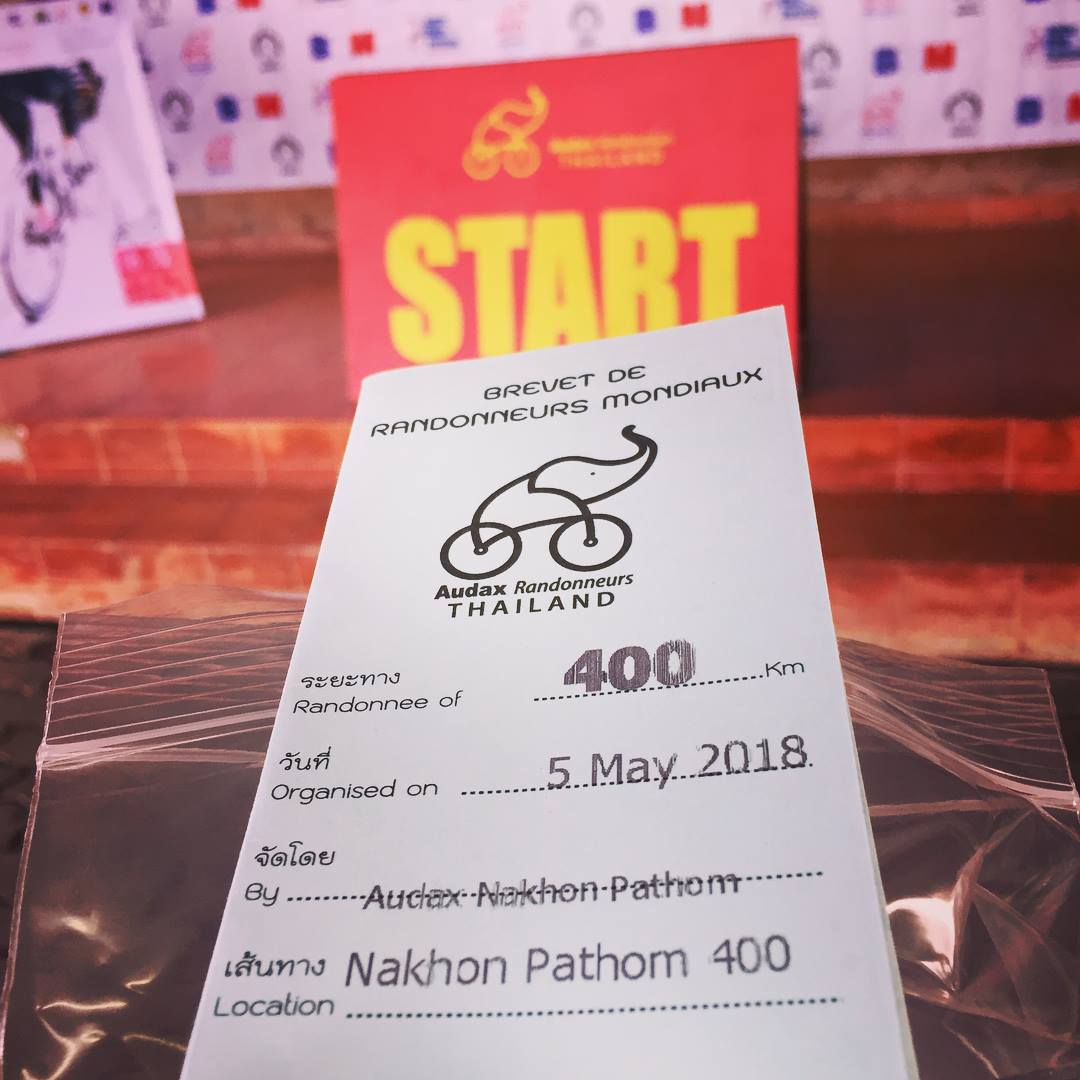 THAILAND
START
BREVET DE
RANDONNEURS MONDIAUX
Audax Randonneurs
THAILAND
ระยะทาง
Randonnee of 400 Km
วันที่
Organised on 5 May 2018
จัดโดย
By Audax Nakhon Pathom
เส้นทาง Nakhon Pathom 400
Location